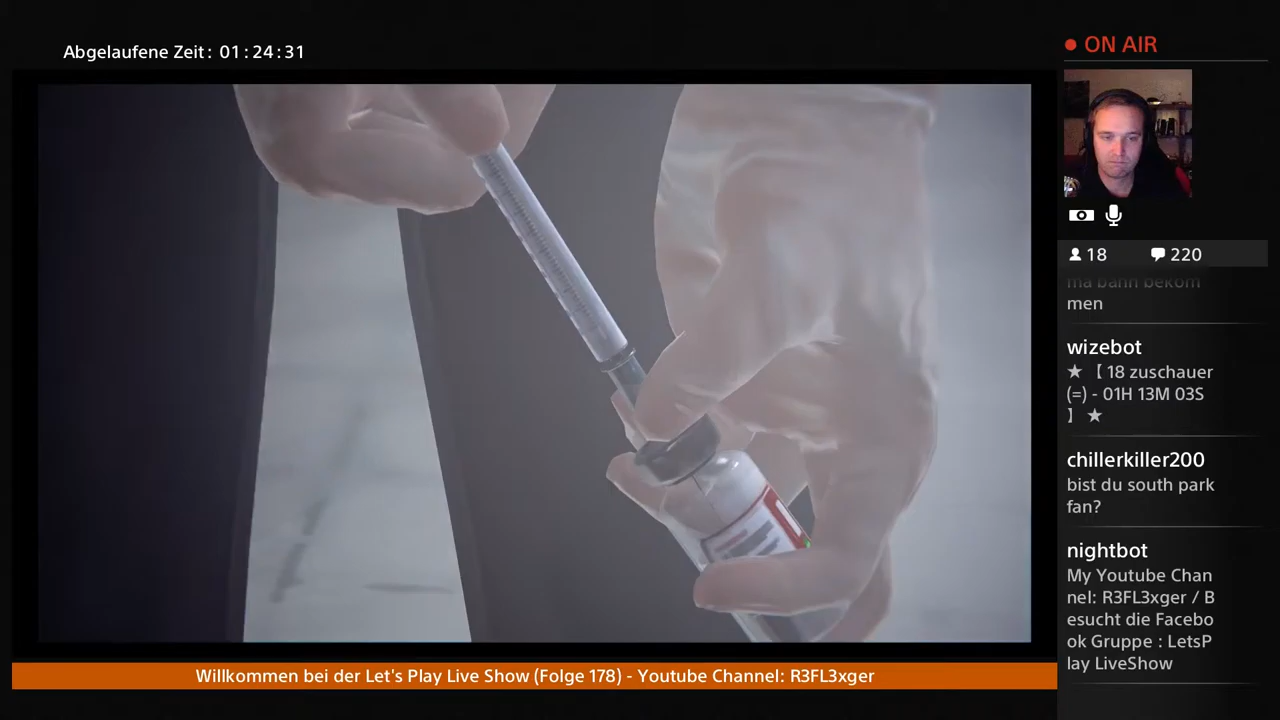 Abgelaufene Zeit: 01:24:31
ON AIR
18 220
men
wizebot
★ 【 18 zuschauer
(=) - 01H 13M 03S
】 ★
chillerkiller200
bist du south park
fan?
nightbot
My Youtube Chan
nel: R3FL3xger / B
esucht die Facebo
ok Gruppe : LetsP
lay LiveShow
Willkommen bei der Let's Play Live Show (Folge 178) - Youtube Channel: R3FL3xger